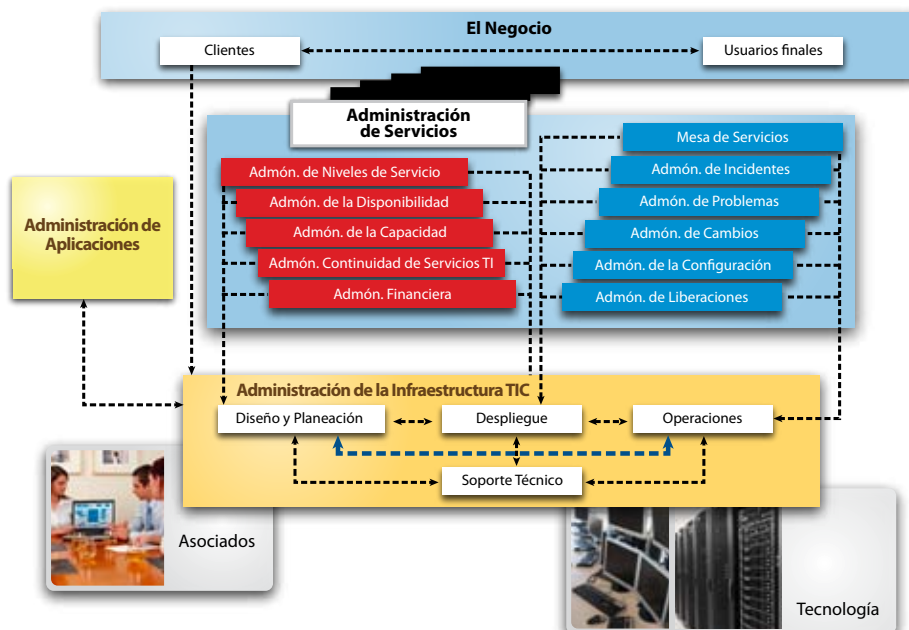 El Negocio
Clientes
Usuarios finales
Administración
de Servicios
Admón. de Niveles de Servicio
Admón. de la Disponibilidad
Admón. de la Capacidad
Admón. Continuidad de Servicios TI
Admón. Financiera
Mesa de Servicios
Admón. de Incidentes
Admón. de Problemas
Admón. de Cambios
Admón. de la Configuración
Admón. de Liberaciones
Administración de
Aplicaciones
Administración de la Infraestructura TIC
Diseño y Planeación
Despliegue
Operaciones
Soporte Técnico
Asociados
Tecnología